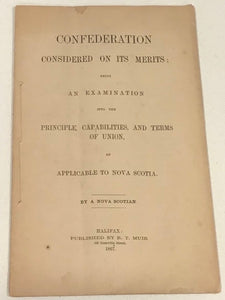 CONFEDERATION
CONSIDERED ON ITS MERITS;
BEING
AN EXAMINATION
INTO THE
PRINCIPLE, CAPABILITIES, AND TERMS
OF UNION,
AS
APPLICABLE TO NOVA SCOTIA.
BY A NOVA SCOTIAN.
HALIFAX:
PUBLISHED BY R. T. MUIR.
1867.